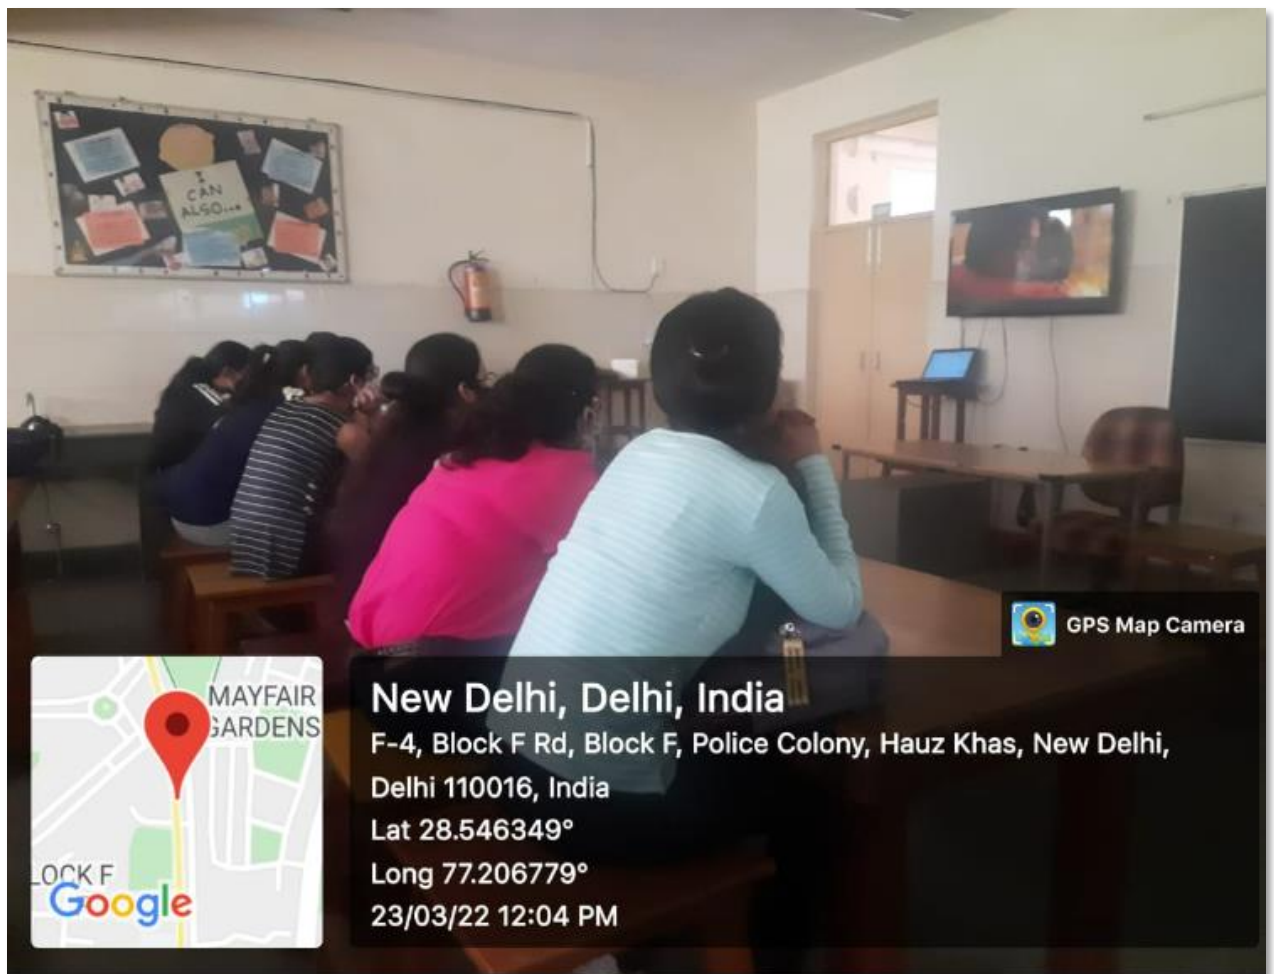 I
CAN
ALSO...
GPS Map Camera
MAYFAIR
GARDENS
LOCK F
Google
New Delhi, Delhi, India
F-4, Block F Rd, Block F, Police Colony, Hauz Khas, New Delhi,
Delhi 110016, India
Lat 28.546349°
Long 77.206779°
23/03/22 12:04 PM